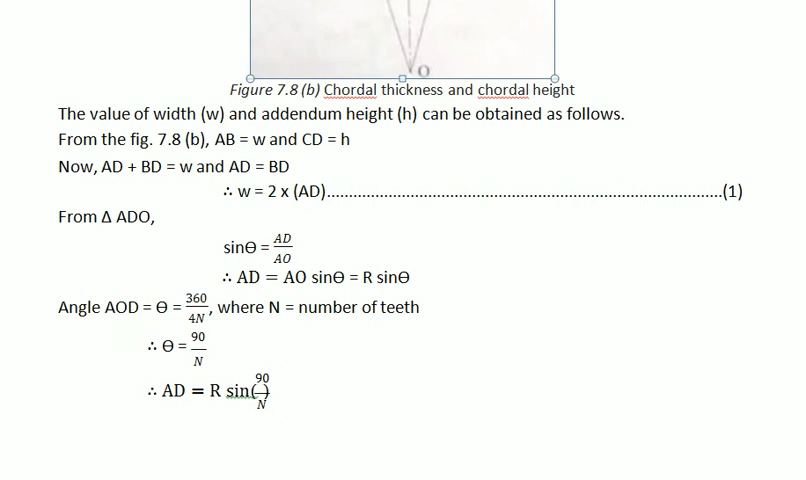 O
Figure 7.8 (b) Chordal thickness and chordal height
The value of width (w) and addendum height (h) can be obtained as follows.
From the fig. 7.8 (b), AB = w and CD = h
Now, AD + BD = w and AD = BD
∴ w = 2 x (AD)..............................................................................(1)
From Δ ADO,
sinθ = AD/AO
∴ AD = AO sinθ = R sinθ
Angle AOD = θ = 360/4N, where N = number of teeth
∴ θ = 90/N
∴ AD = R sin(90/N)